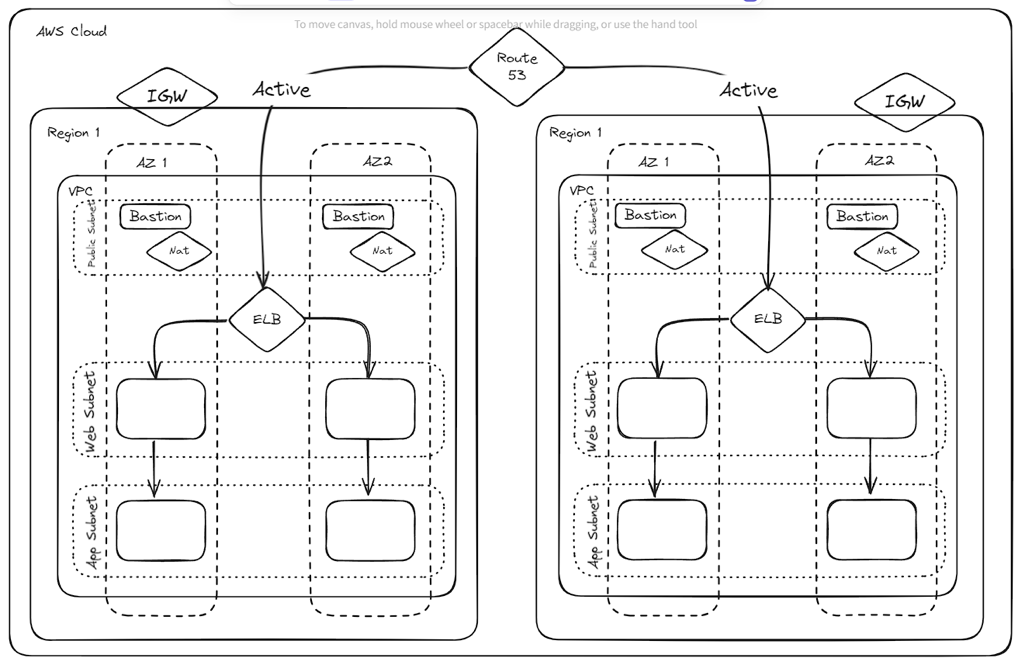 To move canvas, hold mouse wheel or spacebar while dragging, or use the hand tool
AWS Cloud
Route
53
Active
Active
IGW
IGW
Region 1
AZ 1
AZ2
VPC
Public Subnet
Bastion
Bastion
Nat
Nat
ELB
Web Subnet
App Subnet
Region 1
AZ 1
AZ2
VPC
Public Subnet
Bastion
Bastion
Nat
Nat
ELB
Web Subnet
App Subnet